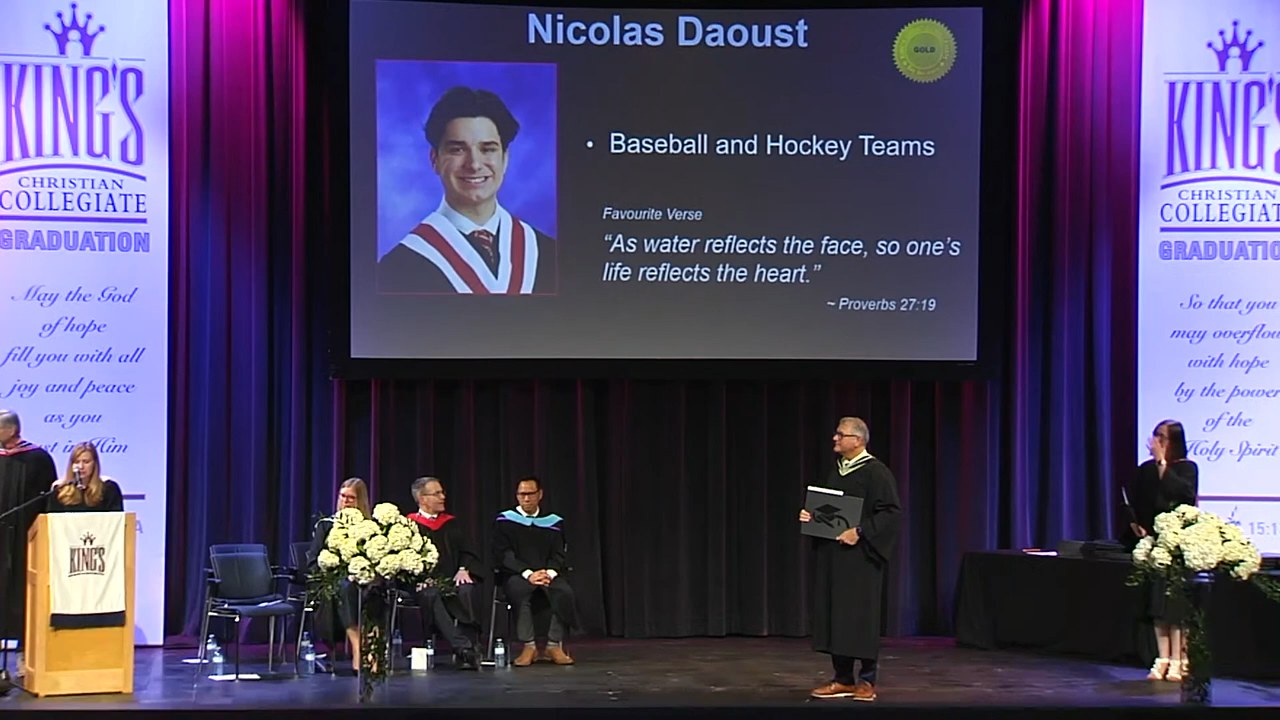 Nicolas Daoust
GOLD
• Baseball and Hockey Teams
Favourite Verse
“As water reflects the face, so one’s
life reflects the heart.”
~ Proverbs 27:19
KING'S
CHRISTIAN
COLLEGIATE
GRADUATION
May the God
of hope
fill you with all
joy and peace
as you
in Him
KING'S
CHRISTIAN
COLLEGIAT
GRADUATIO
So that you
may overflow
with hope
by the power
of the
Holy Spirit
15:1
KING'S